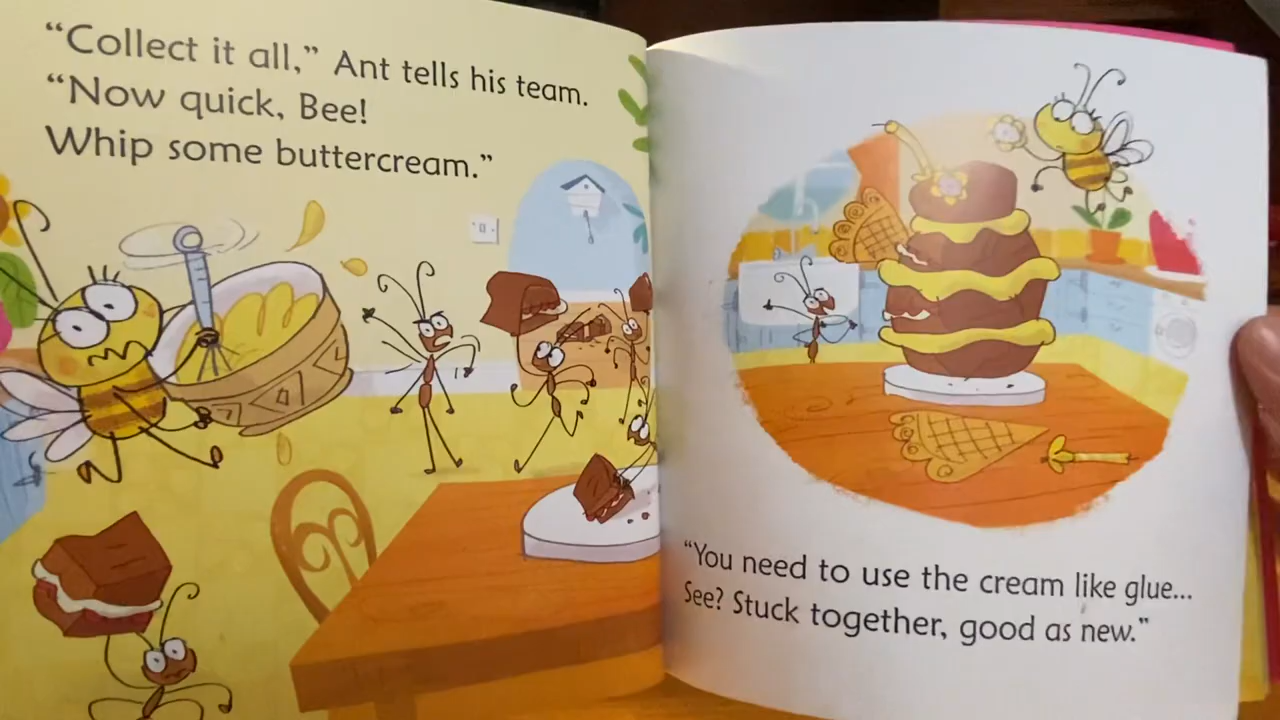 “Collect it all,” Ant tells his team.
“Now quick, Bee!
Whip some buttercream.”
“You need to use the cream like glue...
See? Stuck together, good as new.”